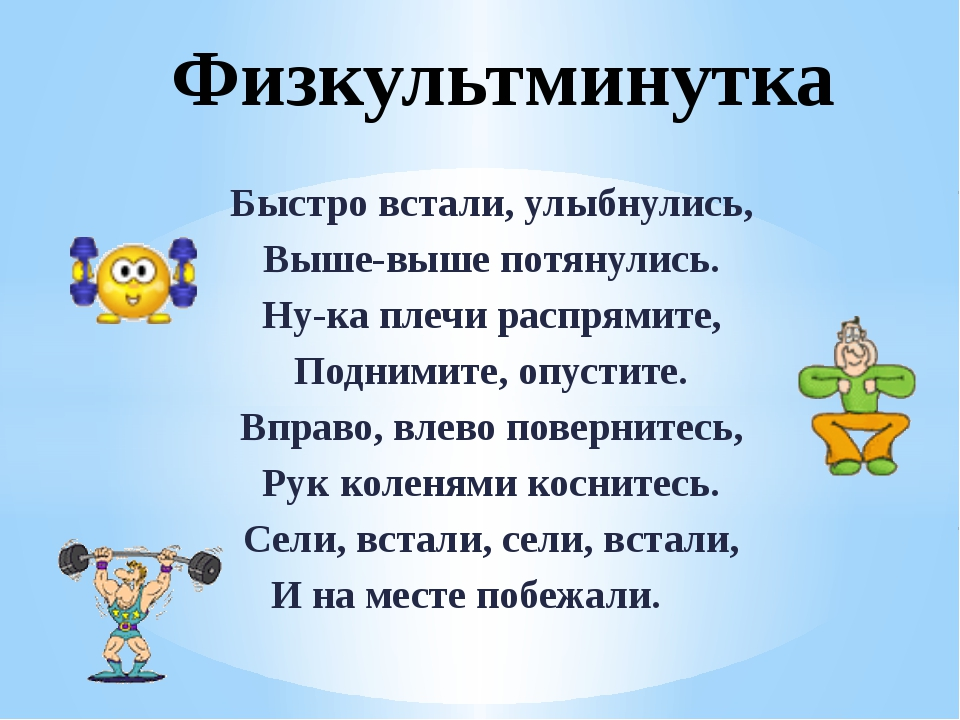 Физкультминутка
Быстро встали, улыбнулись,
Выше-выше потянулись.
Ну-ка плечи распрямите,
Поднимите, опустите.
Вправо, влево повернитесь,
Рук коленями коснитесь.
Сели, встали, сели, встали,
И на месте побежали.